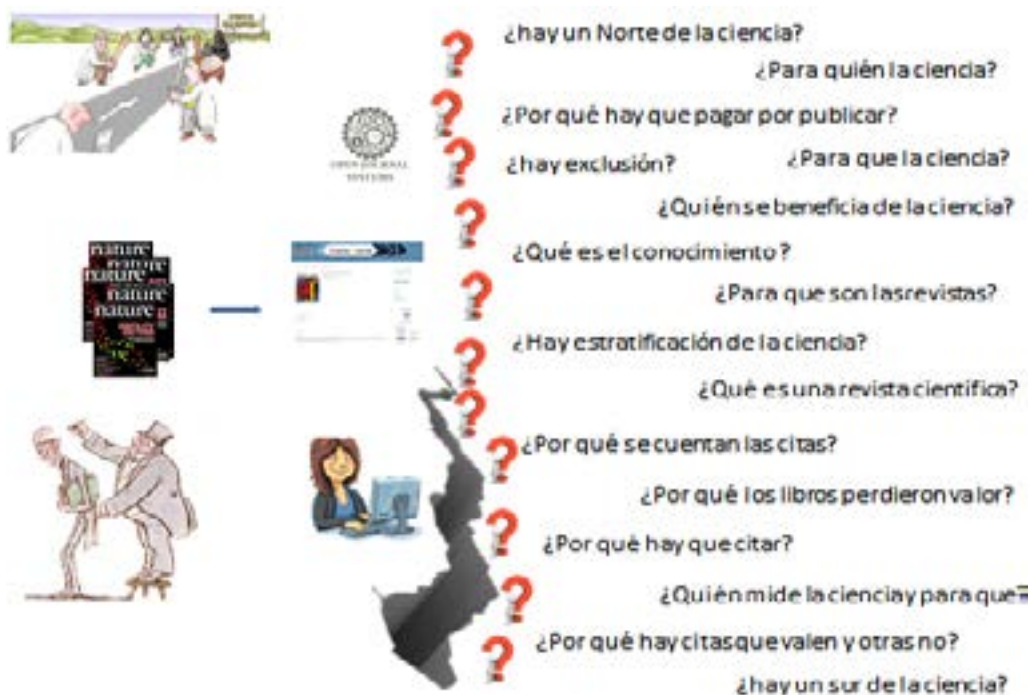 ¿hay un Norte de la ciencia?
¿Para quién la ciencia?
¿Por qué hay que pagar por publicar?
OPEN JOURNAL
SYSTEMS
¿hay exclusión?
¿Para que la ciencia?
¿Quién se beneficia de la ciencia?
nature
nature
nature
nature
nature
¿Qué es el conocimiento?
¿Para que son las revistas?
¿Hay estratificación de la ciencia?
¿Qué es una revista científica?
¿Por qué se cuentan las citas?
¿Por qué los libros perdieron valor?
¿Por qué hay que citar?
¿Quién mide la ciencia y para que
¿Por qué hay citas que valen y otras no?
¿hay un sur de la ciencia?